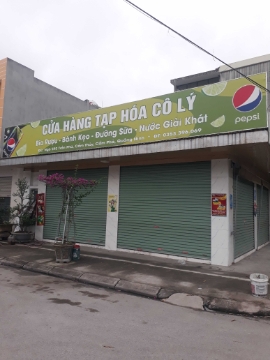 CỬA HÀNG TẠP HÓA CÔ LÝ
Bia Rượu - Bánh Kẹo - Đường Sữa - Nước Giải Khát
pepsi